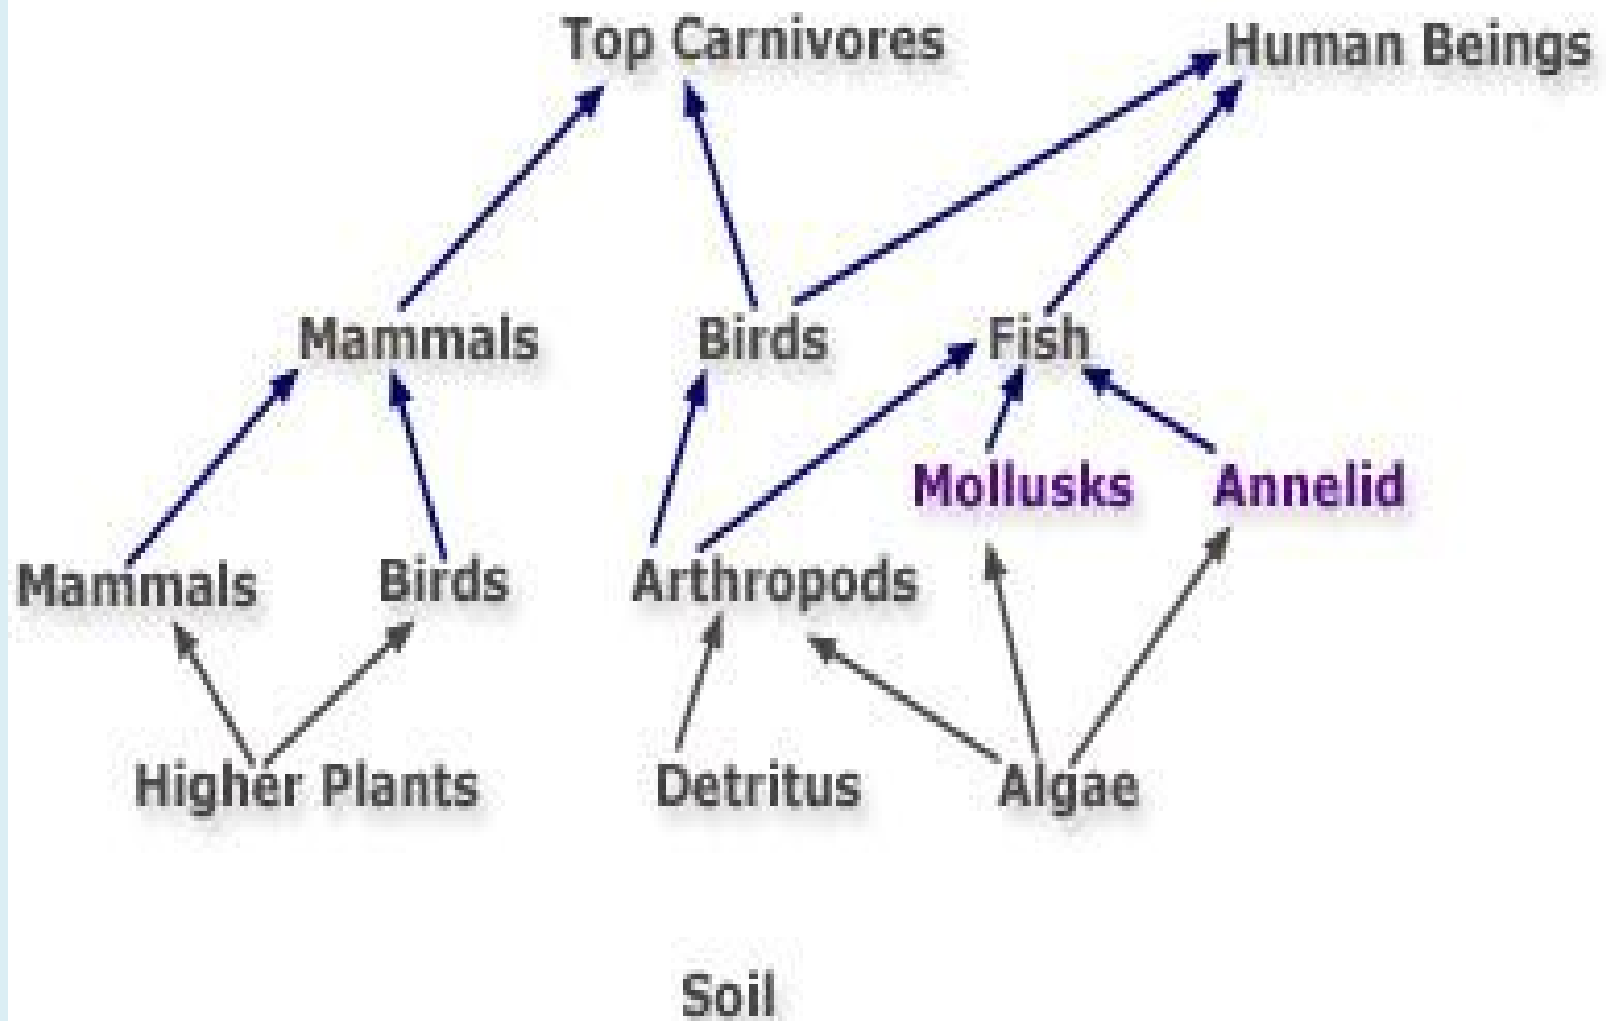 Top Carnivores
Human Beings
Mammals
Birds
Fish
Mollusks
Annelid
Mammals
Birds
Arthropods
Higher Plants
Detritus
Algae
Soil